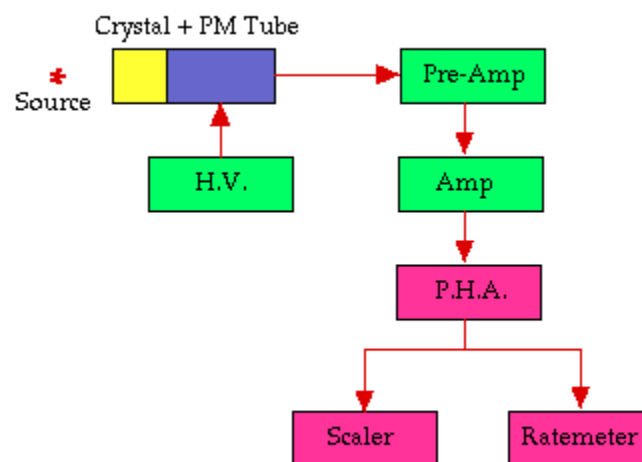 Crystal + PM Tube
Source
Pre-Amp
H.V.
Amp
P.H.A.
Scaler
Ratemeter